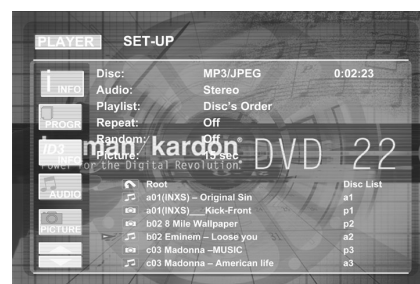 PLAYER SET-UP
Disc: MP3/JPEG 0:02:23
Audio: Stereo
Playlist: Disc's Order
Repeat: Off
Random: Off
Picture: 15 sec
INFO
PROGR
ID3
INFO
AUDIO
PICTURE
man/kardon
Power for the Digital Revolution.
DVD 22
Root Disc List
a01(INXS) – Original Sin a1
a01(INXS)___Kick-Front p1
b02 8 Mile Wallpaper p2
b02 Eminem – Loose you a2
c03 Madonna –MUSIC p3
c03 Madonna – American life a3